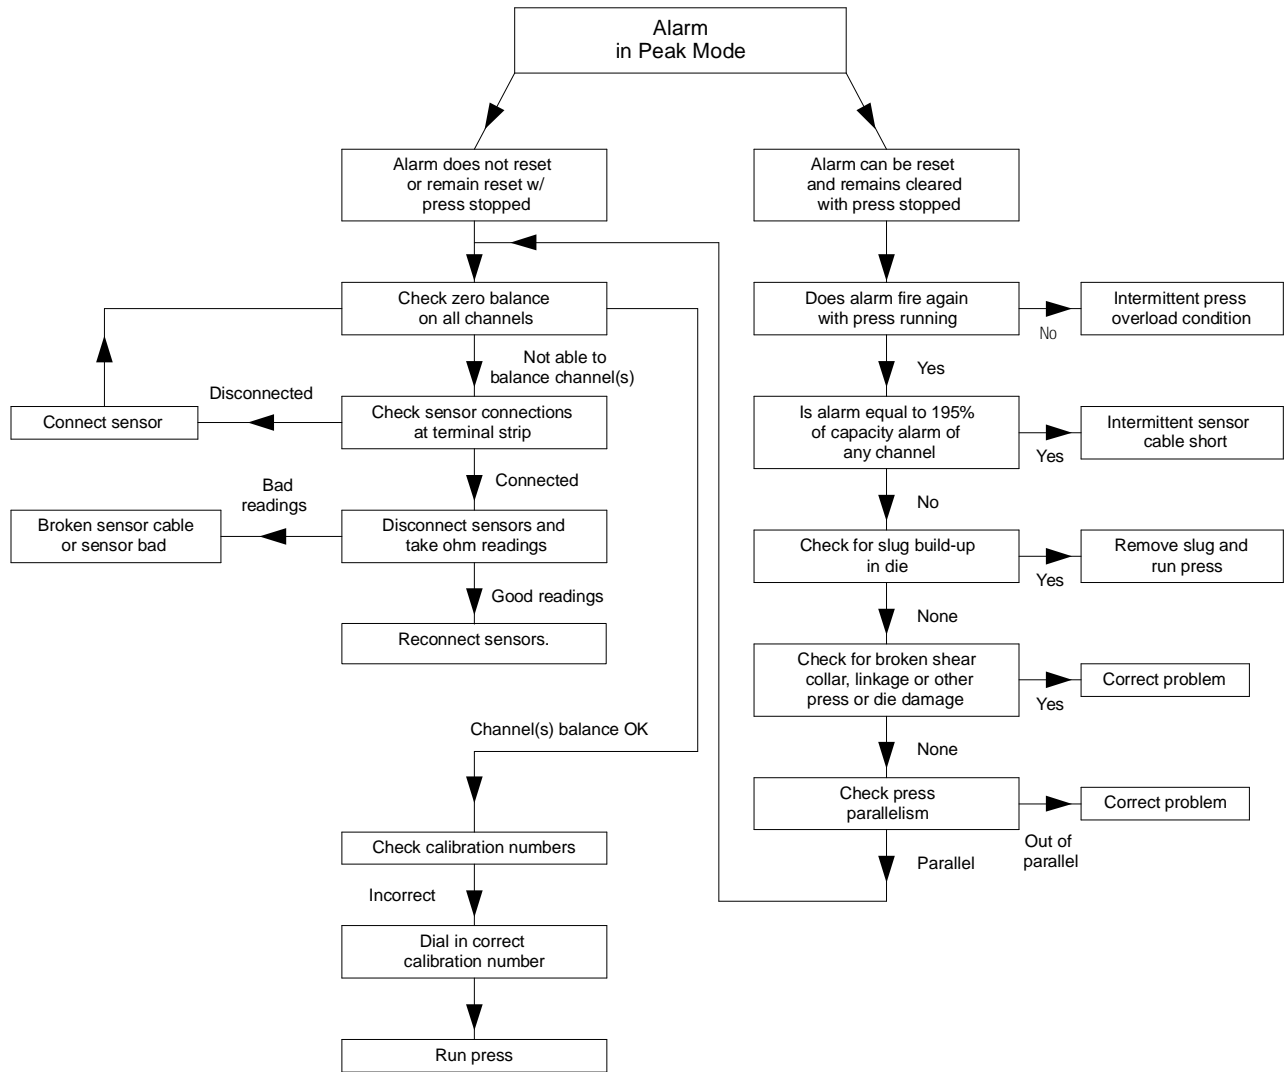 Alarm
in Peak Mode
Alarm does not reset
or remain reset w/
press stopped
Alarm can be reset
and remains cleared
with press stopped
Check zero balance
on all channels
Does alarm fire again
with press running
No
Intermittent press
overload condition
Not able to
balance channel(s)
Yes
Disconnected
Connect sensor
Check sensor connections
at terminal strip
Is alarm equal to 195%
of capacity alarm of
any channel
Yes
Intermittent sensor
cable short
Connected
No
Bad
readings
Broken sensor cable
or sensor bad
Disconnect sensors and
take ohm readings
Check for slug build-up
in die
Yes
Remove slug and
run press
Good readings
None
Reconnect sensors.
Check for broken shear
collar, linkage or other
press or die damage
Yes
Correct problem
Channel(s) balance OK
None
Check press
parallelism
Correct problem
Out of
parallel
Parallel
Check calibration numbers
Incorrect
Dial in correct
calibration number
Run press